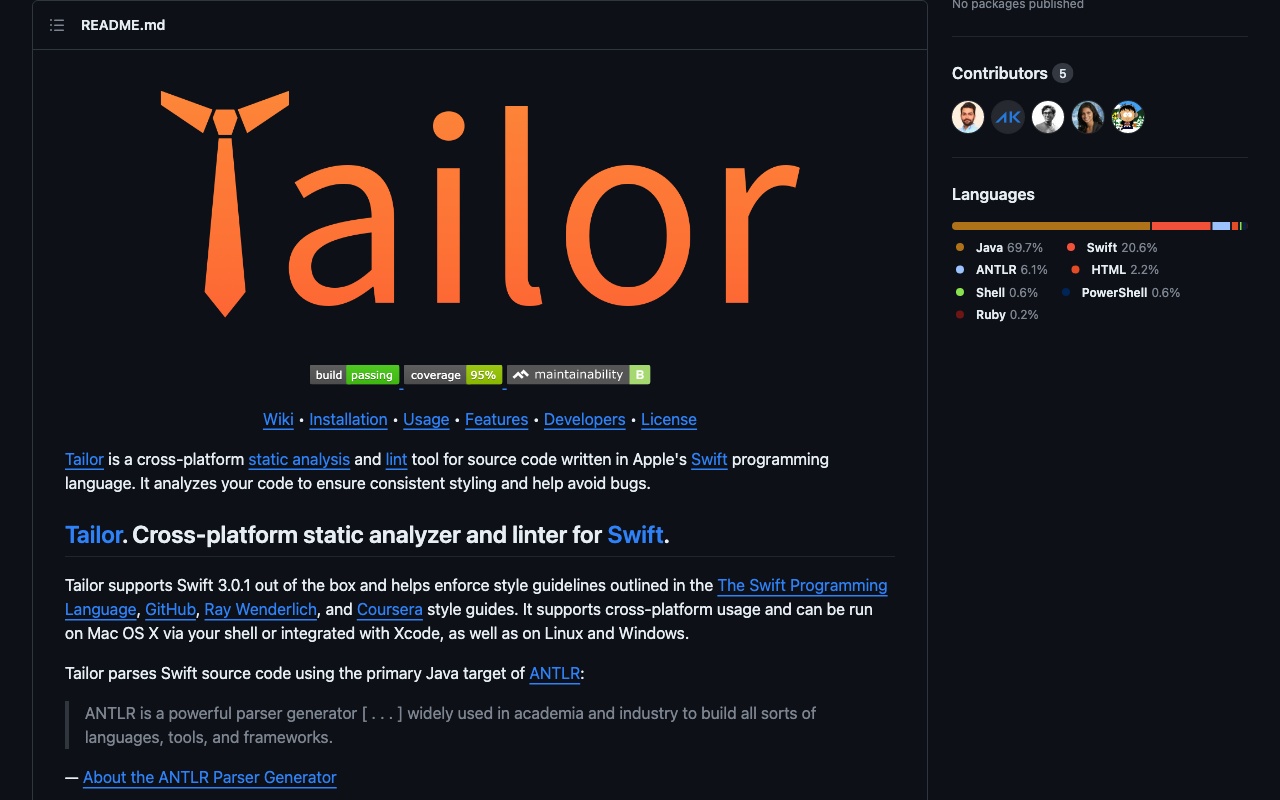 No packages published
README.md
Contributors 5
Tailor
Languages
Java 69.7% Swift 20.6%
ANTLR 6.1% HTML 2.2%
Shell 0.6% PowerShell 0.6%
Ruby 0.2%
build passing coverage 95% maintainability B
Wiki • Installation • Usage • Features • Developers • License
Tailor is a cross-platform static analysis and lint tool for source code written in Apple's Swift programming
language. It analyzes your code to ensure consistent styling and help avoid bugs.
Tailor. Cross-platform static analyzer and linter for Swift.
Tailor supports Swift 3.0.1 out of the box and helps enforce style guidelines outlined in the The Swift Programming
Language, GitHub, Ray Wenderlich, and Coursera style guides. It supports cross-platform usage and can be run
on Mac OS X via your shell or integrated with Xcode, as well as on Linux and Windows.
Tailor parses Swift source code using the primary Java target of ANTLR:
ANTLR is a powerful parser generator [ . . . ] widely used in academia and industry to build all sorts of
languages, tools, and frameworks.
— About the ANTLR Parser Generator